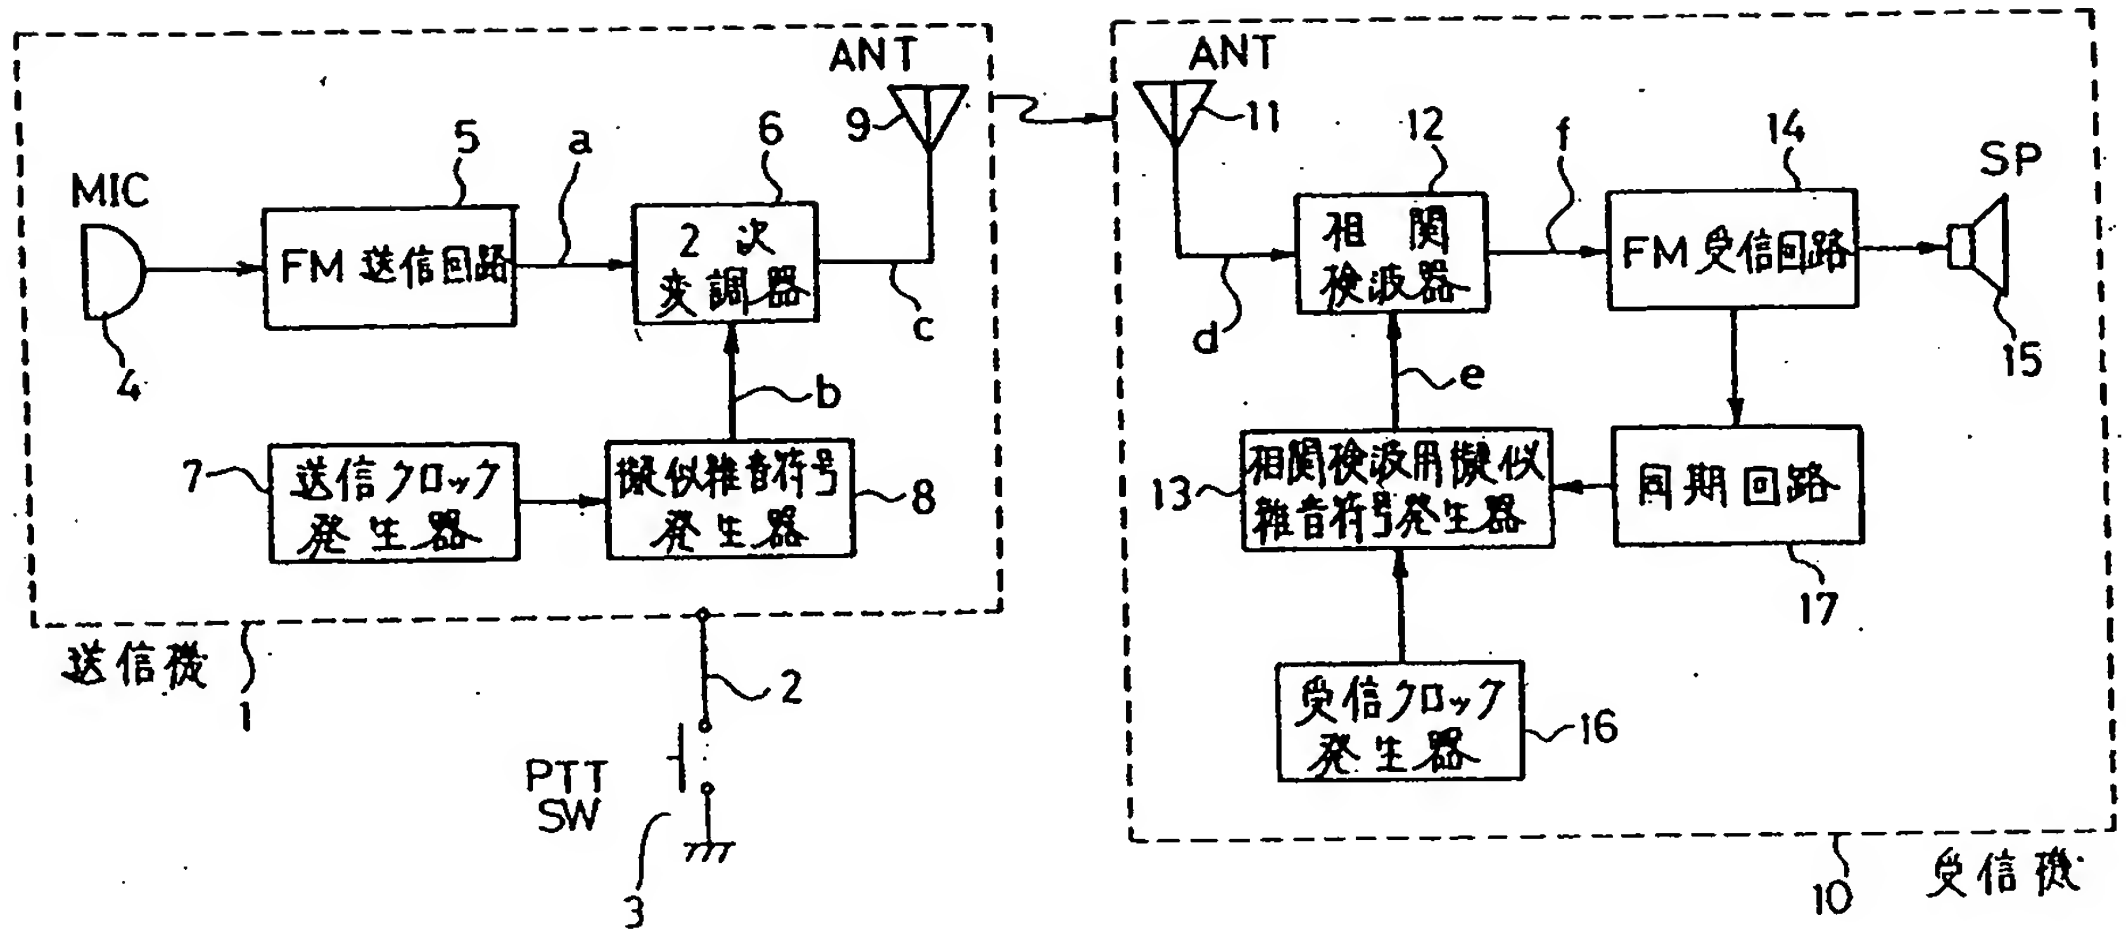 ANT
9
MIC
4
5
FM 送信回路
a
6
2 次
変調器
c
b
7
送信クロック
発生器
擬似雑音符号
発生器
8
送信機
1
2
PTT
SW
3
ANT
11
d
12
相 関
検波器
f
14
FM 受信回路
SP
15
e
13
相関検波用擬似
雑音符号発生器
同期回路
17
受信クロック
発生器
16
10
受信機